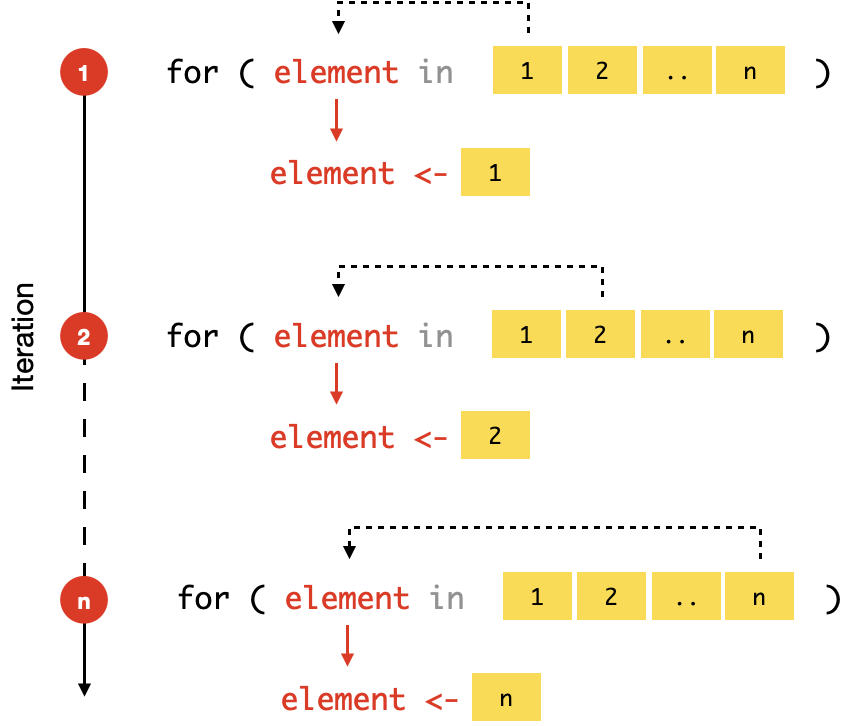 1 for ( element in 1 2 .. n )
element <- 1
Iteration
2 for ( element in 1 2 .. n )
element <- 2
n for ( element in 1 2 .. n )
element <- n